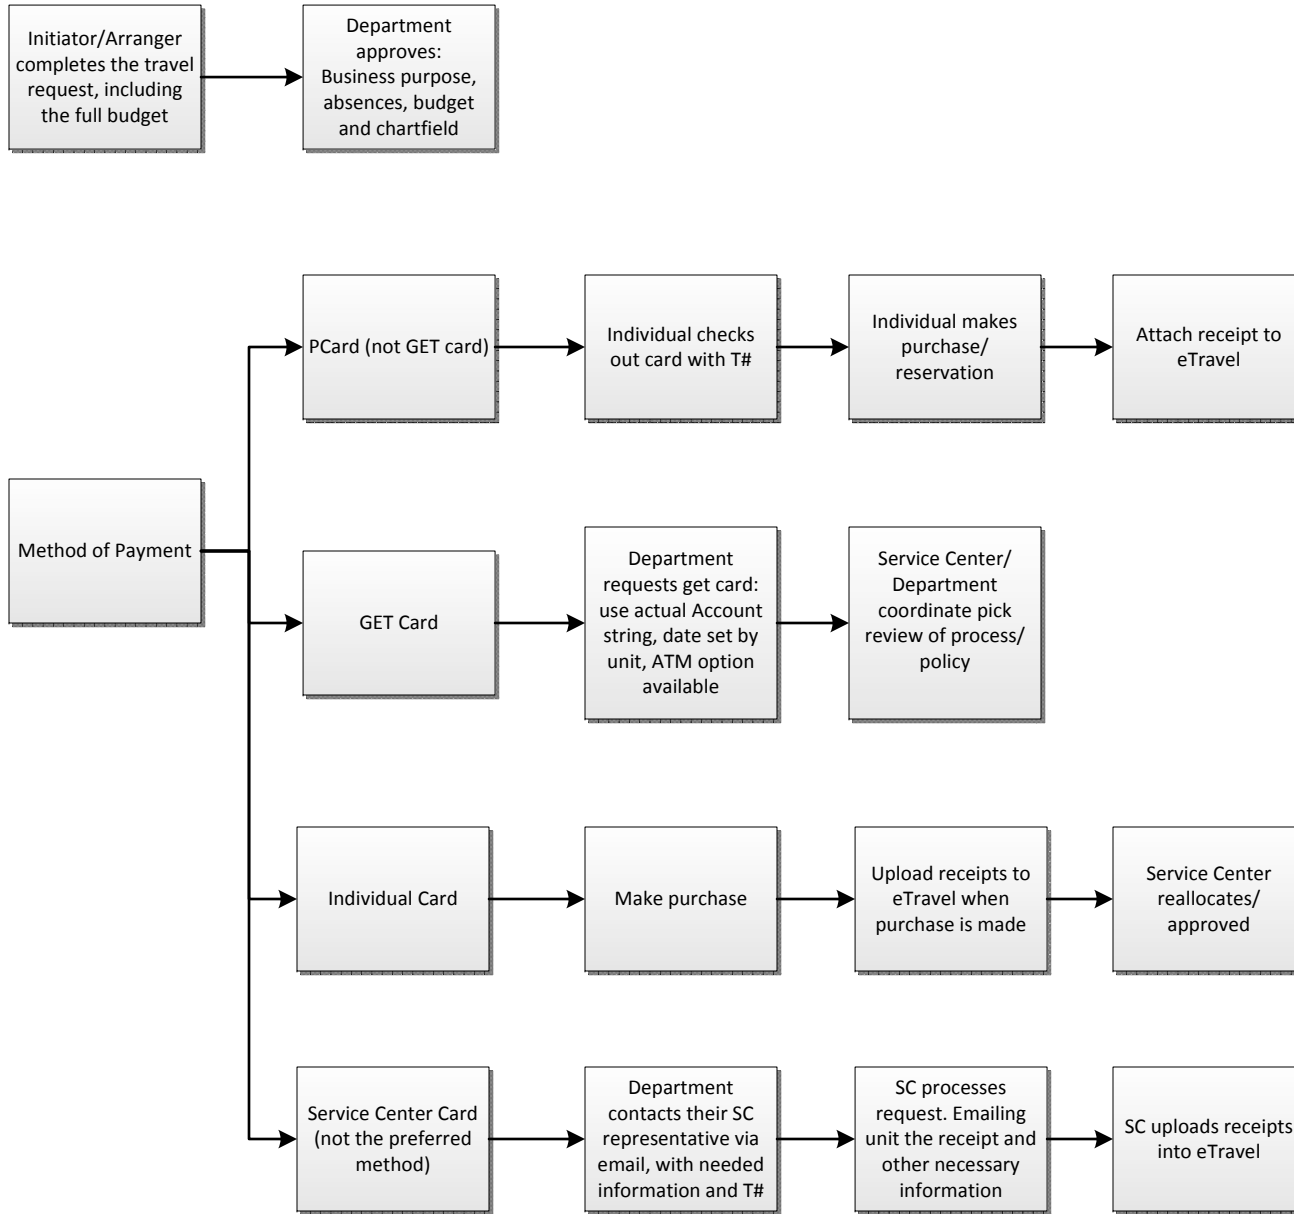 Initiator/Arranger
completes the travel
request, including
the full budget
Department
approves:
Business purpose,
absences, budget
and chartfield
PCard (not GET card)
Individual checks
out card with T#
Individual makes
purchase/
reservation
Attach receipt to
eTravel
Method of Payment
GET Card
Department
requests get card:
use actual Account
string, date set by
unit, ATM option
available
Service Center/
Department
coordinate pick
review of process/
policy
Individual Card
Make purchase
Upload receipts to
eTravel when
purchase is made
Service Center
reallocates/
approved
Service Center Card
(not the preferred
method)
Department
contacts their SC
representative via
email, with needed
information and T#
SC processes
request. Emailing
unit the receipt and
other necessary
information
SC uploads receipts
into eTravel